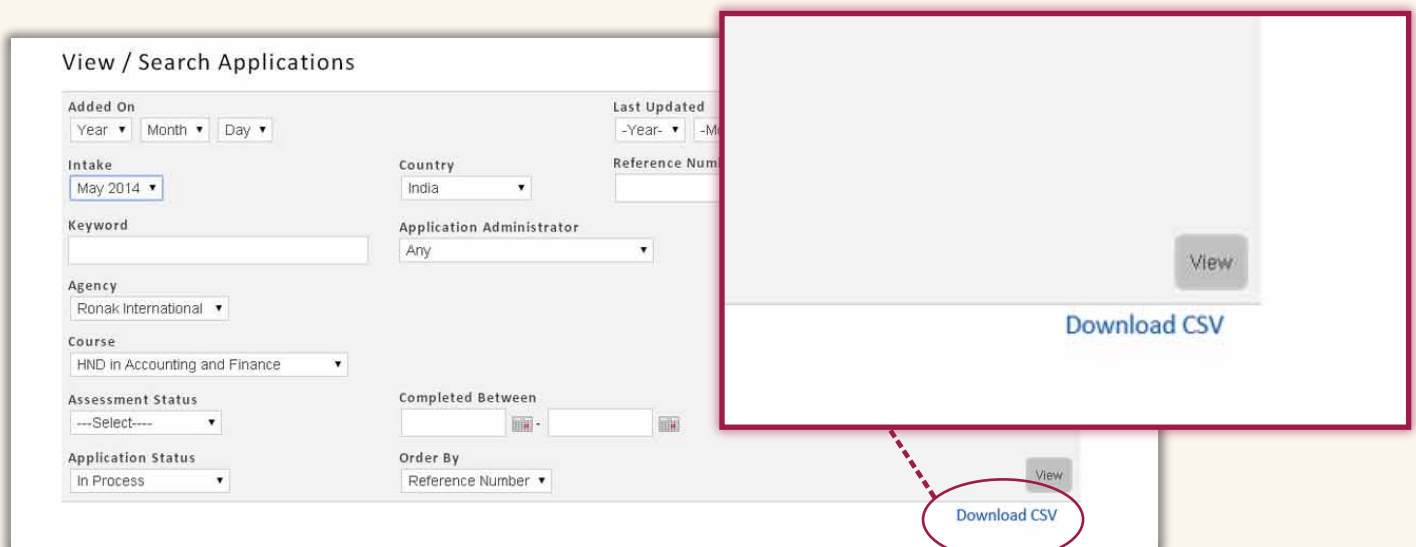 View / Search Applications
Added On
Last Updated
Year Month Day
-Year-
Intake
Country
Reference
May 2014
India
Keyword
Application Administrator
Any
Agency
Ronak International
Course
HND in Accounting and Finance
Assessment Status
Completed Between
---Select----
-
Application Status
Order By
In Process
Reference Number
View
Download CSV
View
Download CSV